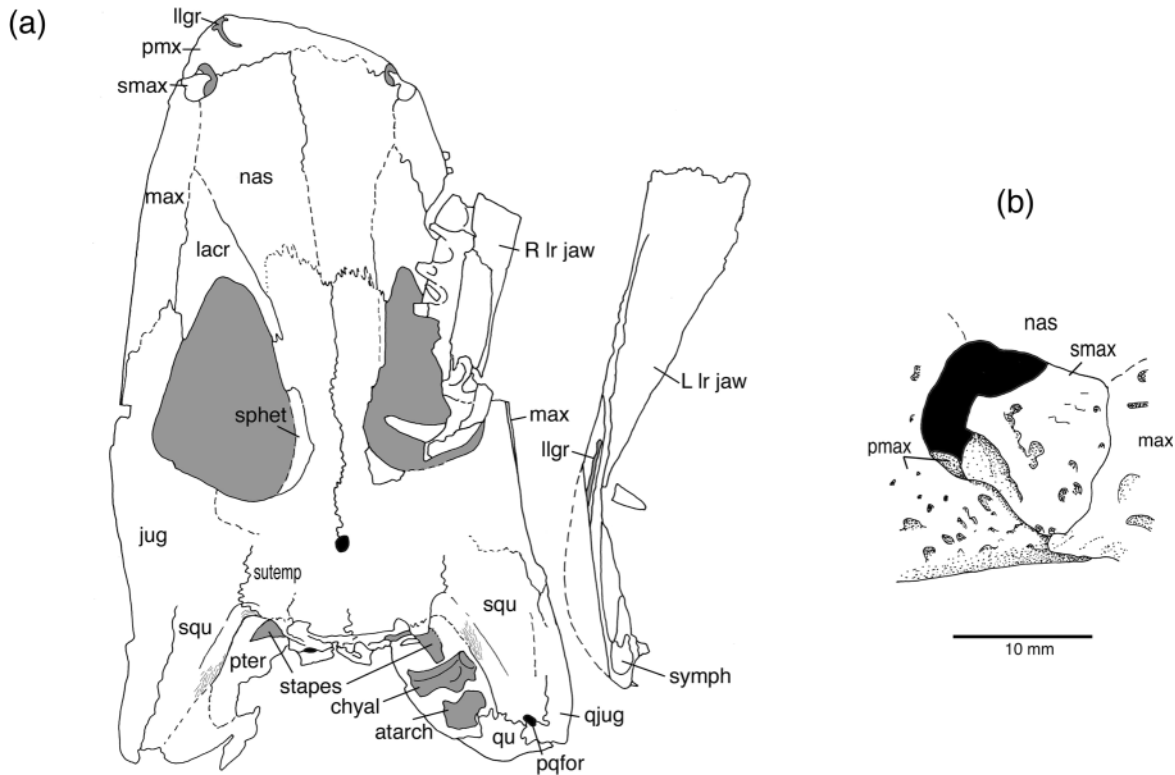 (a)
llgr
pmx
smax
max
nas
lacr
R lr jaw
L lr jaw
sphet
max
llgr
jug
sutemp
squ
squ
pter
stapes
chyal
atarch
qu
pqfor
qjug
symph
(b)
nas
smax
pmax
max
10 mm